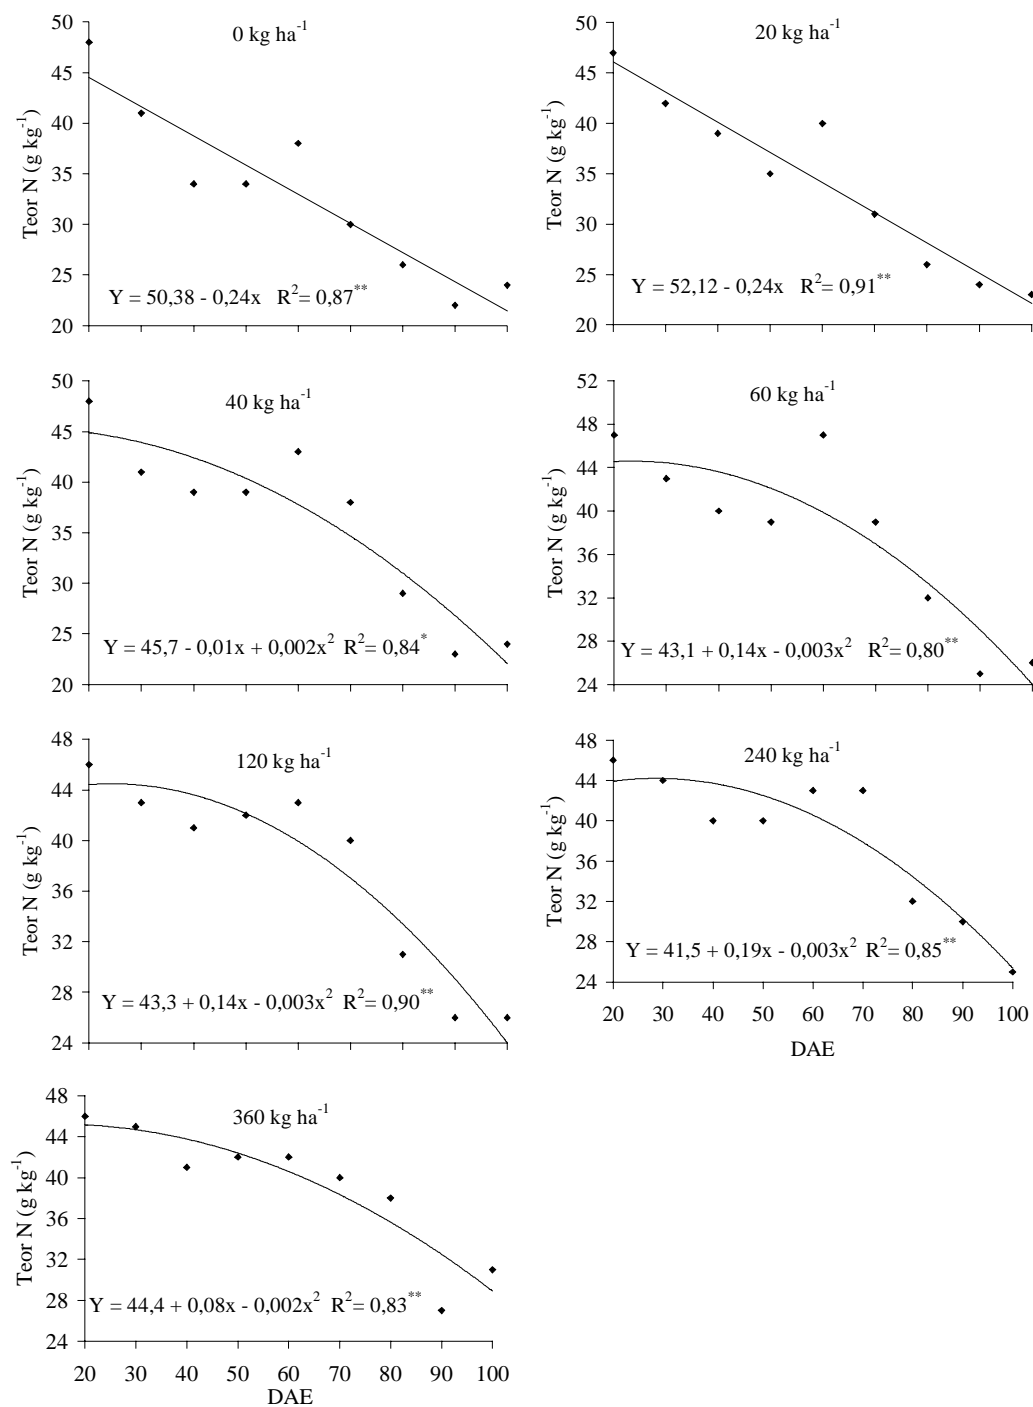 0 kg ha-1
Teor N (g kg-1)
50
45
40
35
30
25
20
Y = 50,38 - 0,24x R2= 0,87**
20 kg ha-1
Teor N (g kg-1)
50
45
40
35
30
25
20
Y = 52,12 - 0,24x R2= 0,91**
40 kg ha-1
Teor N (g kg-1)
50
45
40
35
30
25
20
Y = 45,7 - 0,01x + 0,002x2 R2= 0,84*
60 kg ha-1
Teor N (g kg-1)
52
48
44
40
36
32
28
24
Y = 43,1 + 0,14x - 0,003x2 R2= 0,80**
120 kg ha-1
Teor N (g kg-1)
48
44
40
36
32
28
24
Y = 43,3 + 0,14x - 0,003x2 R2= 0,90**
240 kg ha-1
Teor N (g kg-1)
48
44
40
36
32
28
24
Y = 41,5 + 0,19x - 0,003x2 R2= 0,85**
20 30 40 50 60 70 80 90 100
DAE
360 kg ha-1
Teor N (g kg-1)
48
44
40
36
32
28
24
Y = 44,4 + 0,08x - 0,002x2 R2= 0,83**
20 30 40 50 60 70 80 90 100
DAE